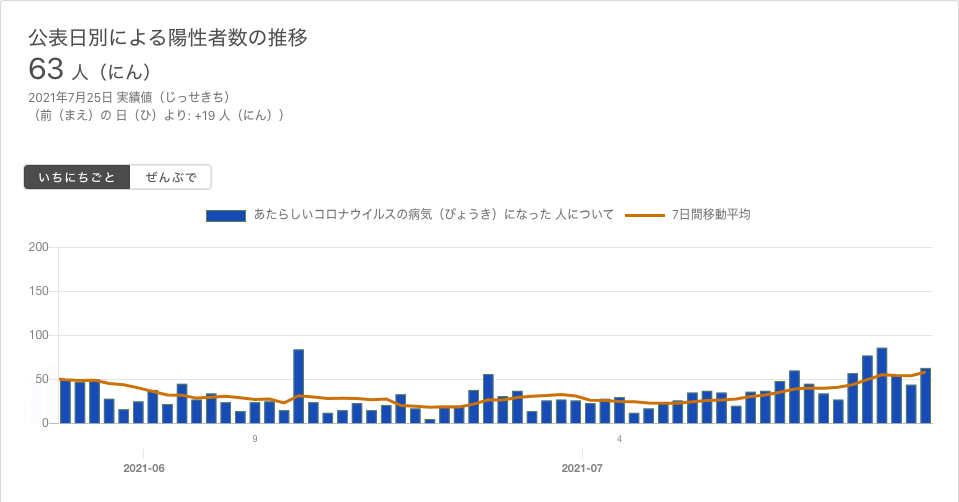 公表日別による陽性者数の推移
63 人（にん）
2021年7月25日 実績値（じっせきち）
（前（まえ）の 日（ひ）より: +19 人（にん））
いちにちごと ぜんぶで
あたらしいコロナウイルスの病気（びょうき）になった 人について 7日間移動平均
200
150
100
50
0
9 4
2021-06 2021-07